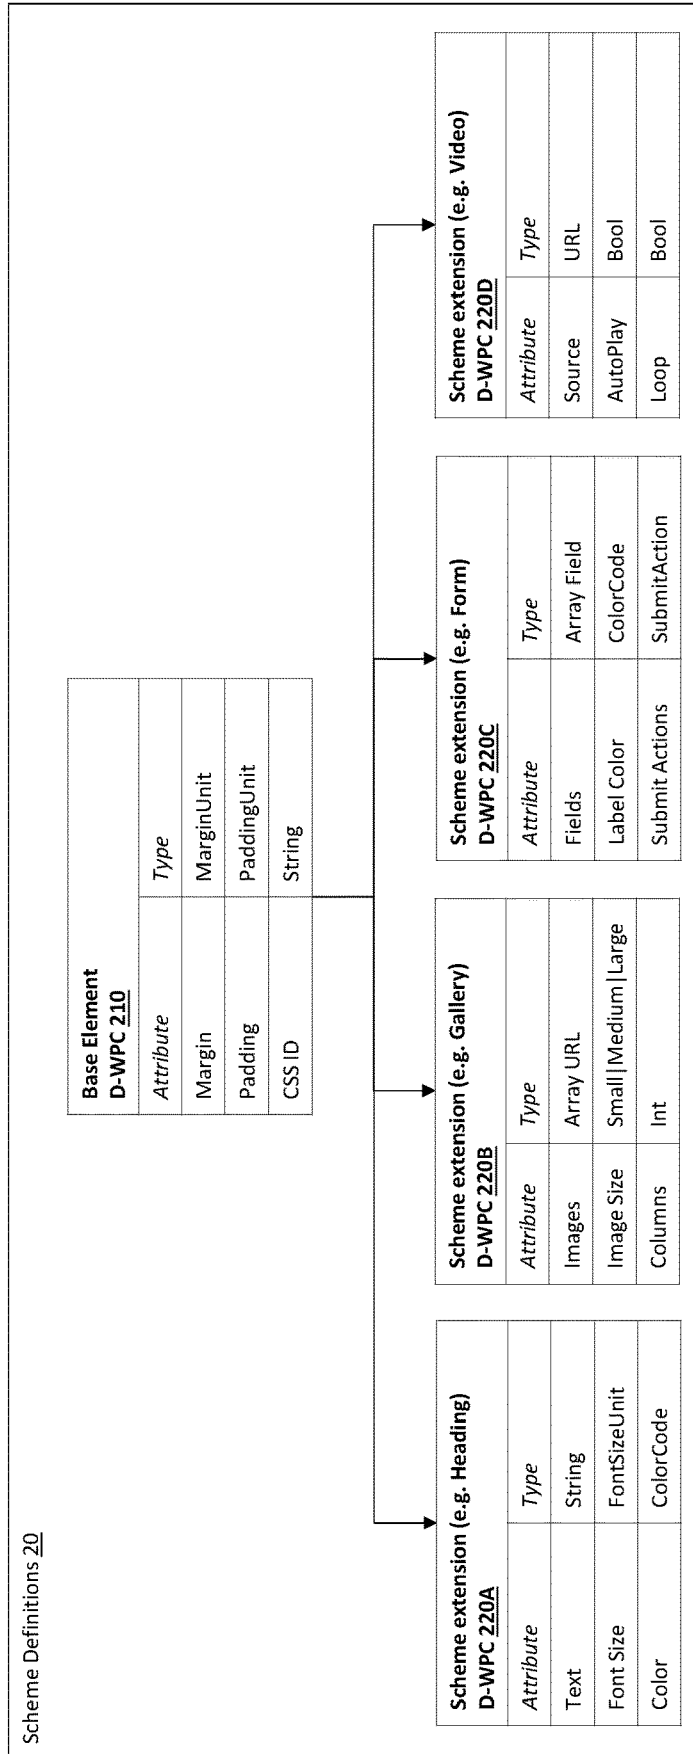 Scheme Definitions 20
Base Element
D-WPC 210
Attribute Type
Margin MarginUnit
Padding PaddingUnit
CSS ID String
Scheme extension (e.g. Heading)
D-WPC 220A
Attribute Type
Text String
Font Size FontSizeUnit
Color ColorCode
Scheme extension (e.g. Gallery)
D-WPC 220B
Attribute Type
Images Array URL
Image Size Small|Medium|Large
Columns Int
Scheme extension (e.g. Form)
D-WPC 220C
Attribute Type
Fields Array Field
Label Color ColorCode
Submit Actions SubmitAction
Scheme extension (e.g. Video)
D-WPC 220D
Attribute Type
Source URL
AutoPlay Bool
Loop Bool